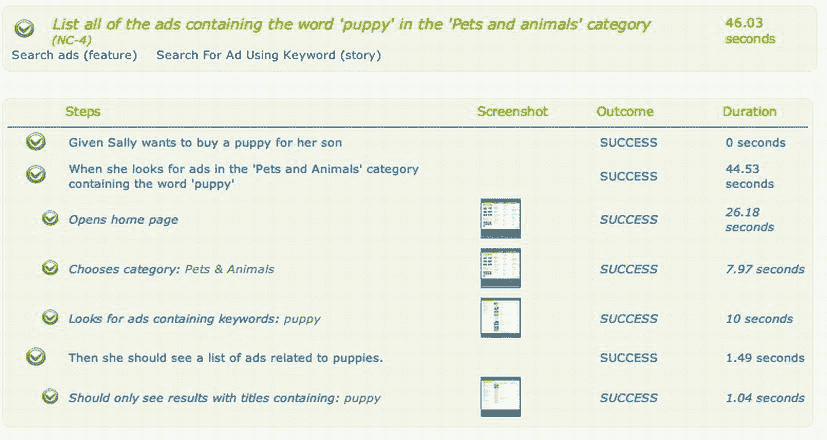 List all of the ads containing the word 'puppy' in the 'Pets and animals' category
(NC-4)
46.03
seconds
Search ads (feature) Search For Ad Using Keyword (story)
Steps Screenshot Outcome Duration
Given Sally wants to buy a puppy for her son SUCCESS 0 seconds
When she looks for ads in the 'Pets and Animals' category
containing the word 'puppy'
SUCCESS
44.53
seconds
Opens home page SUCCESS
26.18
seconds
Chooses category: Pets & Animals SUCCESS 7.97 seconds
Looks for ads containing keywords: puppy SUCCESS 10 seconds
Then she should see a list of ads related to puppies. SUCCESS 1.49 seconds
Should only see results with titles containing: puppy SUCCESS 1.04 seconds